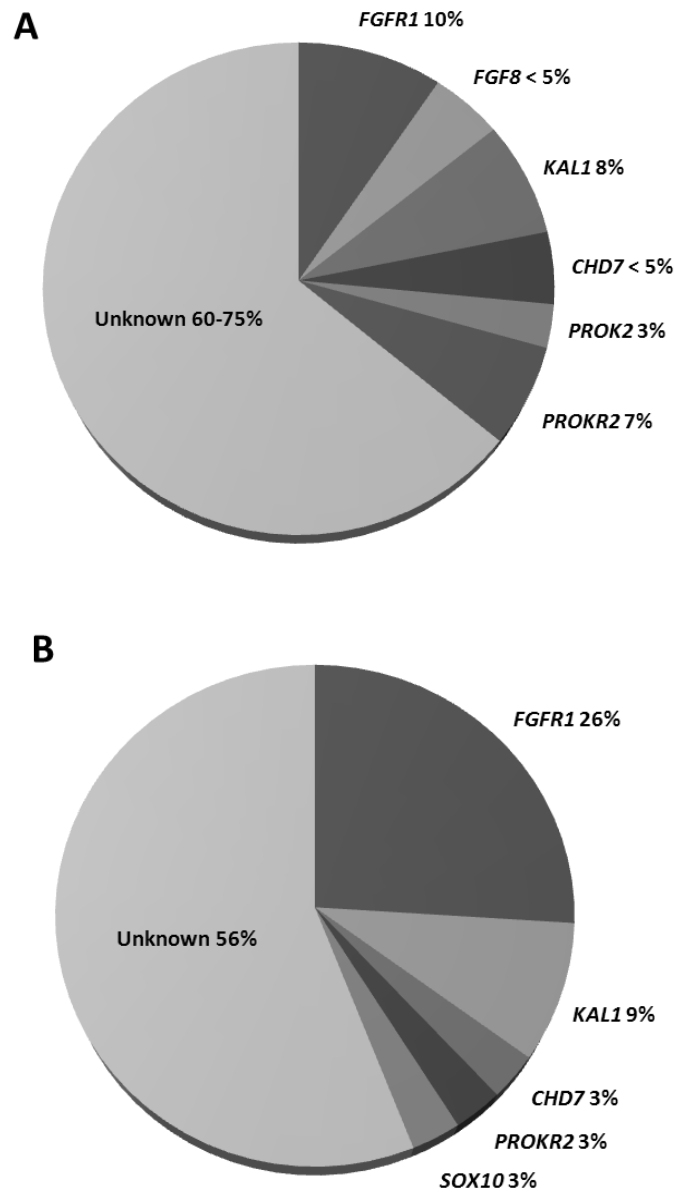 A
FGFR1 10%
FGF8 < 5%
KAL1 8%
CHD7 < 5%
PROK2 3%
PROKR2 7%
Unknown 60-75%
B
FGFR1 26%
KAL1 9%
CHD7 3%
PROKR2 3%
SOX10 3%
Unknown 56%